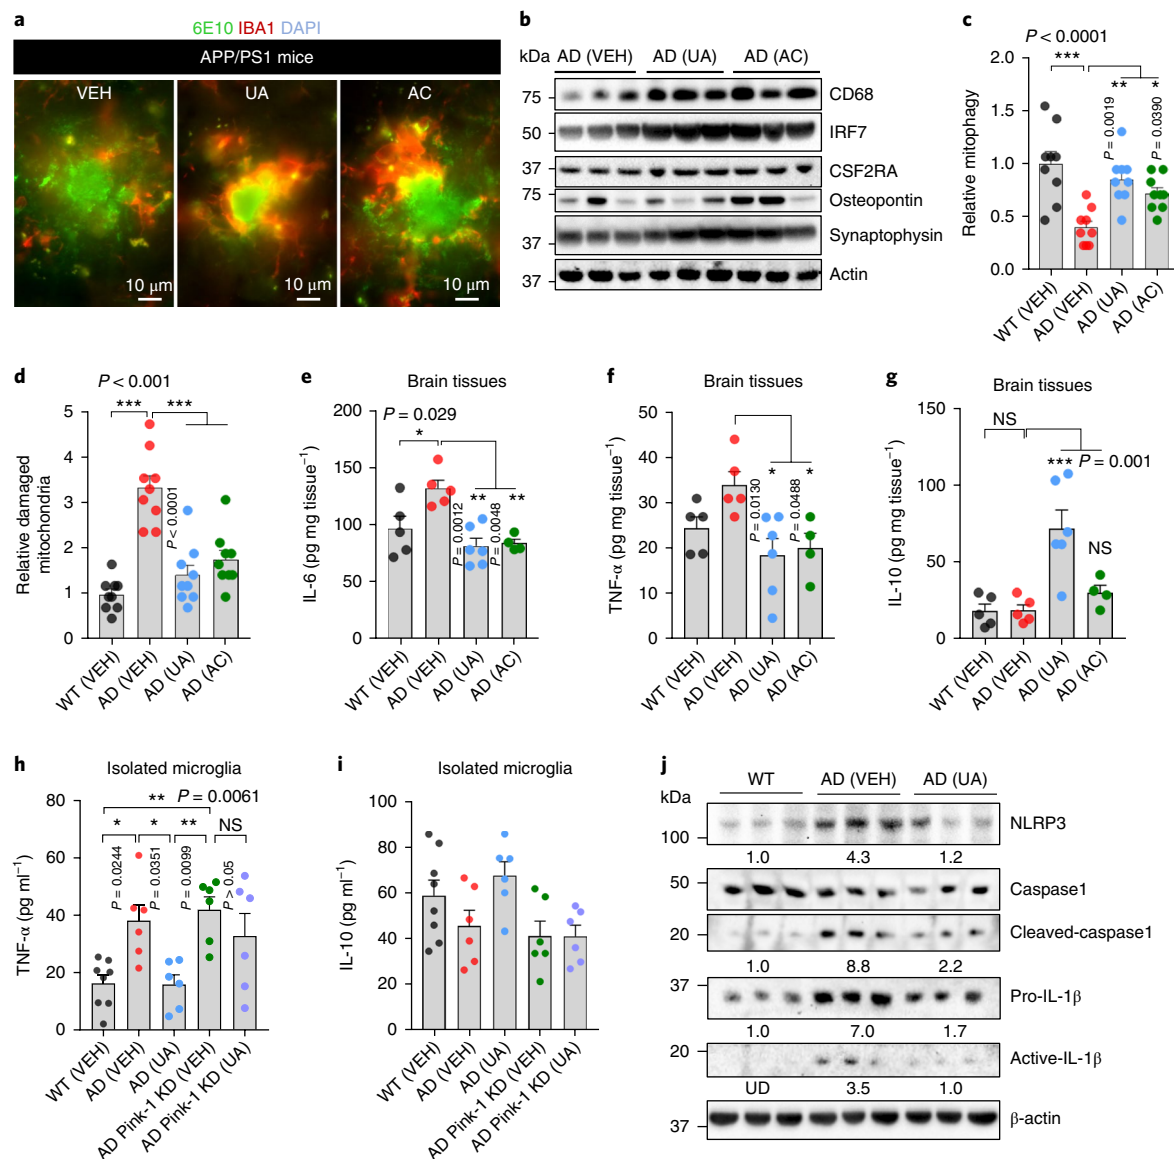 a
6E10 IBA1 DAPI
APP/PS1 mice
VEH
UA
AC
10 μm
10 μm
10 μm
b
kDa
AD (VEH)
AD (UA)
AD (AC)
75
CD68
50
IRF7
37
CSF2RA
75
Osteopontin
37
Synaptophysin
37
Actin
c
P < 0.0001
***
**
*
P = 0.0019
P = 0.0390
Relative mitophagy
2.0
1.5
1.0
0.5
0.0
WT (VEH)
AD (VEH)
AD (UA)
AD (AC)
d
P < 0.001
***
***
P < 0.0001
Relative damaged
mitochondria
5
4
3
2
1
0
WT (VEH)
AD (VEH)
AD (UA)
AD (AC)
e
Brain tissues
P = 0.029
*
**
**
P = 0.0012
P = 0.0048
IL-6 (pg mg tissue⁻¹)
200
150
100
50
0
WT (VEH)
AD (VEH)
AD (UA)
AD (AC)
f
Brain tissues
*
*
P = 0.0130
P = 0.0488
TNF-α (pg mg tissue⁻¹)
50
40
30
20
10
0
WT (VEH)
AD (VEH)
AD (UA)
AD (AC)
g
Brain tissues
NS
***
P = 0.001
NS
IL-10 (pg mg tissue⁻¹)
150
100
50
0
WT (VEH)
AD (VEH)
AD (UA)
AD (AC)
h
Isolated microglia
**
P = 0.0061
*
*
**
NS
P = 0.0244
P = 0.0351
P = 0.0099
P > 0.05
TNF-α (pg ml⁻¹)
80
60
40
20
0
WT (VEH)
AD (VEH)
AD (UA)
AD Pink-1 KD (VEH)
AD Pink-1 KD (UA)
i
Isolated microglia
IL-10 (pg ml⁻¹)
100
80
60
40
20
0
WT (VEH)
AD (VEH)
AD (UA)
AD Pink-1 KD (VEH)
AD Pink-1 KD (UA)
j
WT
AD (VEH)
AD (UA)
kDa
100
NLRP3
1.0
4.3
1.2
50
Caspase1
20
Cleaved-caspase1
1.0
8.8
2.2
37
Pro-IL-1β
1.0
7.0
1.7
20
Active-IL-1β
UD
3.5
1.0
37
β-actin